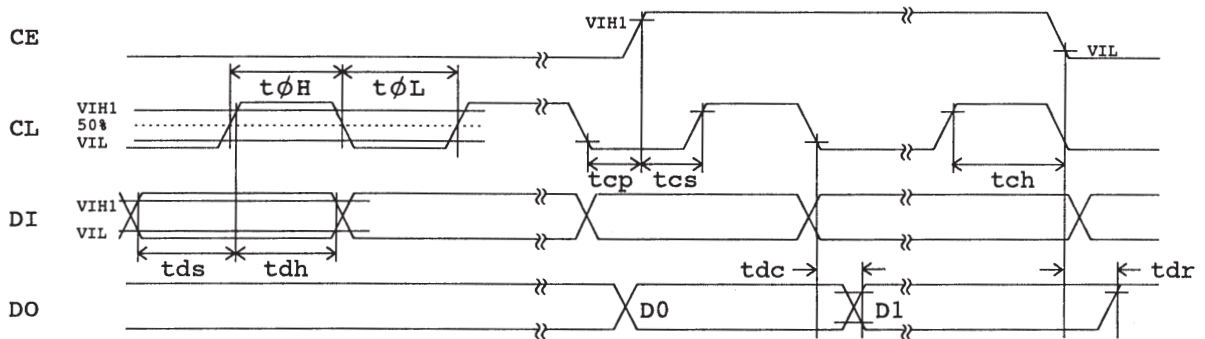 CE
VIH1
VIL
tøH
tøL
CL
VIH1
50%
VIL
tcp
tcs
tch
DI
VIH1
VIL
tds
tdh
tdc
tdr
DO
D0
D1